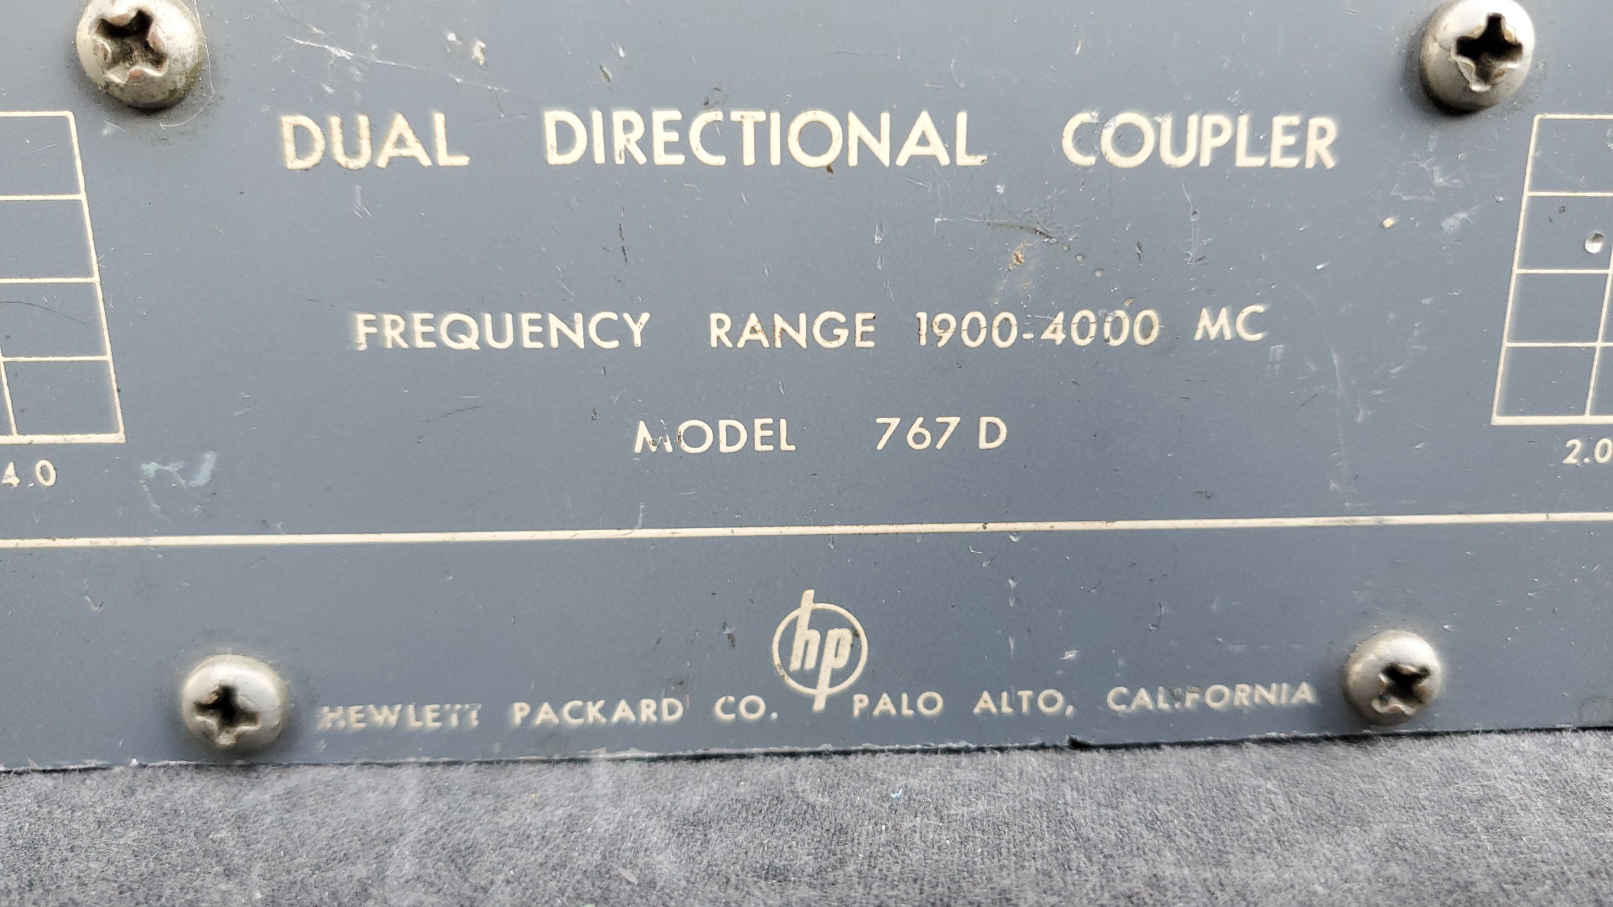 DUAL DIRECTIONAL COUPLER
FREQUENCY RANGE 1900-4000 MC
MODEL 767 D
4.0
2.0
hp
HEWLETT PACKARD CO. PALO ALTO, CALIFORNIA